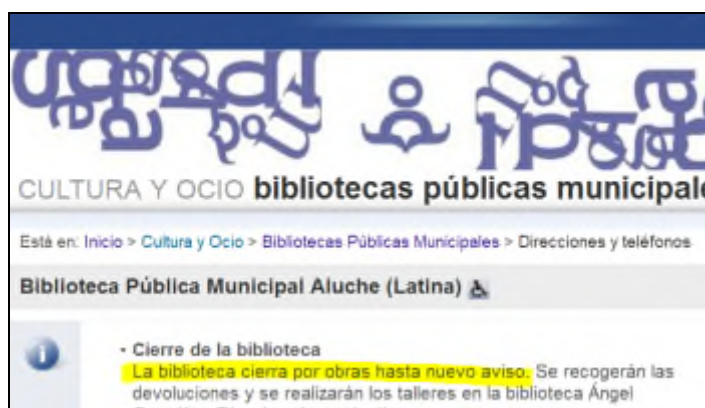 CULTURA Y OCIO bibliotecas públicas municipale
Está en: Inicio > Cultura y Ocio > Bibliotecas Públicas Municipales > Direcciones y teléfonos
Biblioteca Pública Municipal Aluche (Latina)
· Cierre de la biblioteca
La biblioteca cierra por obras hasta nuevo aviso. Se recogerán las
devoluciones y se realizarán los talleres en la biblioteca Ángel